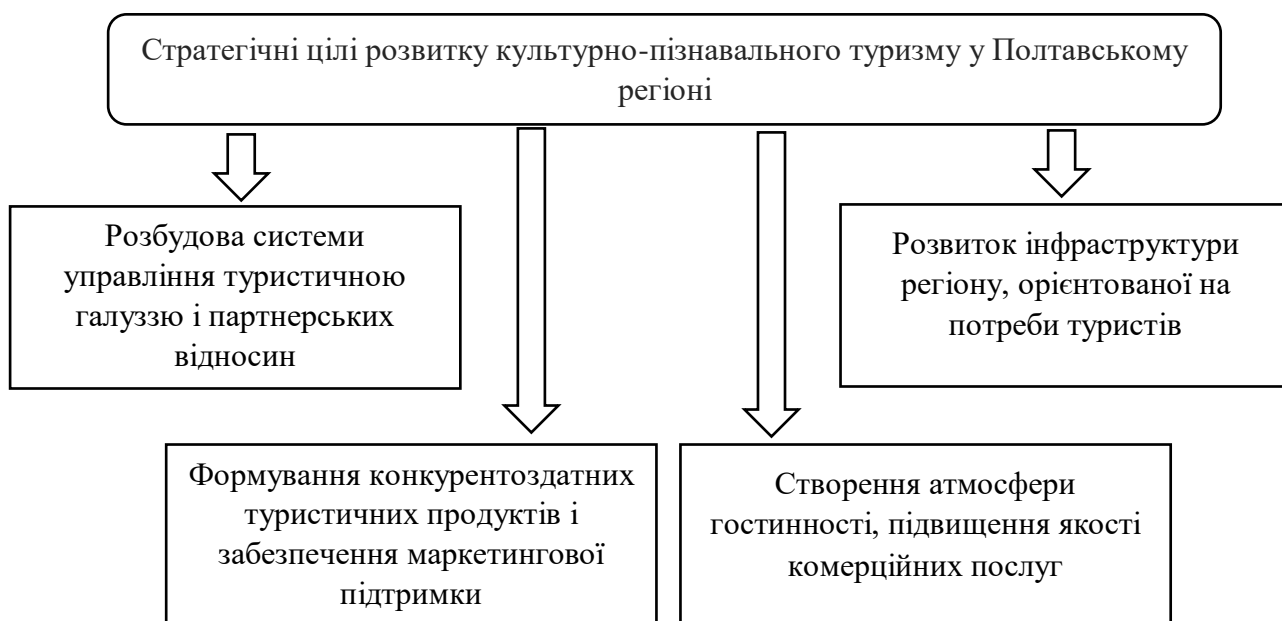 Стратегічні цілі розвитку культурно-пізнавального туризму у Полтавському
регіоні
Розбудова системи
управління туристичною
галуззю і партнерських
відносин
Розвиток інфраструктури
регіону, орієнтованої на
потреби туристів
Формування конкурентоздатних
туристичних продуктів і
забезпечення маркетингової
підтримки
Створення атмосфери
гостинності, підвищення якості
комерційних послуг